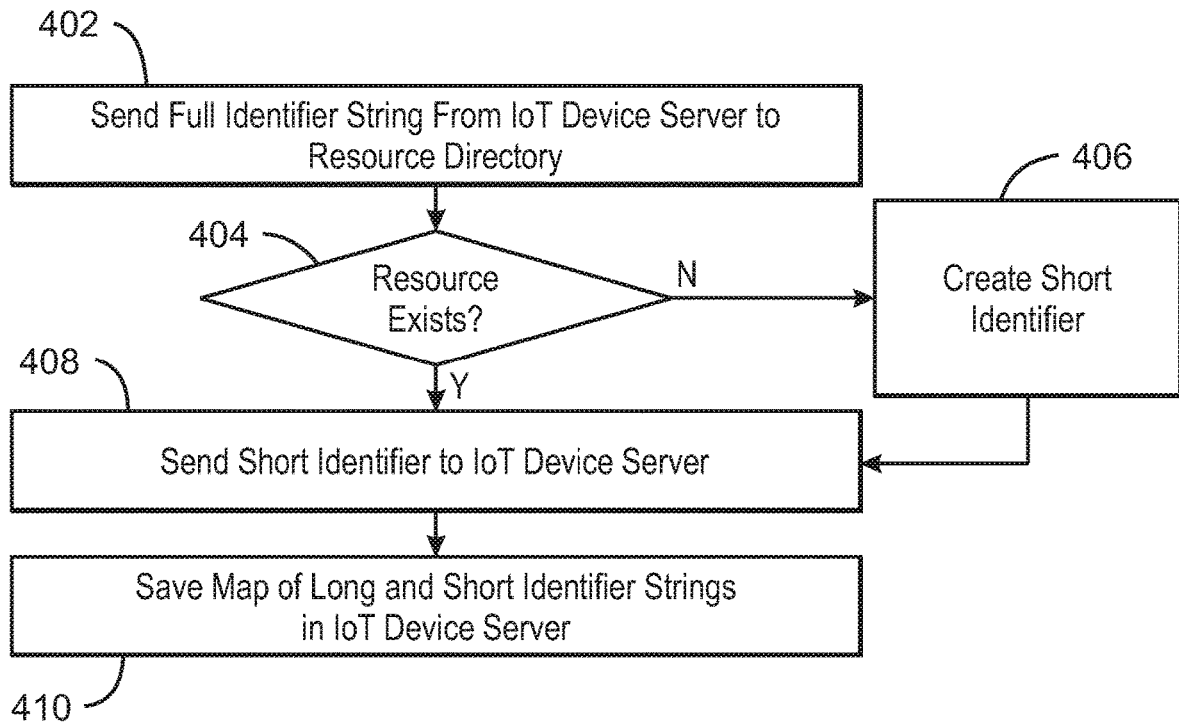 402
Send Full Identifier String From IoT Device Server to
Resource Directory
406
404
Resource
Exists?
N
Create Short
Identifier
408
Y
Send Short Identifier to IoT Device Server
Save Map of Long and Short Identifier Strings
in IoT Device Server
410